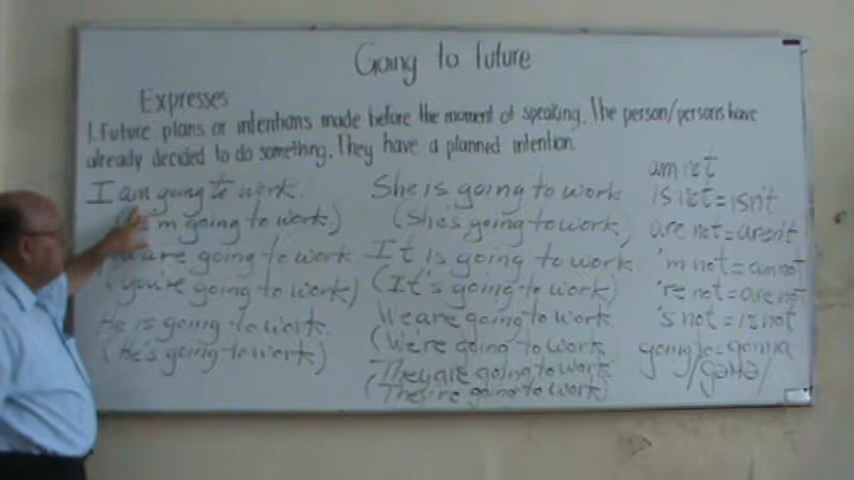 Going to Future
Expresses
1. Future plans or intentions made before the moment of speaking. The person/persons have
already decided to do something. They have a planned intention
I am going to work.
'm going to work.)
are going to work
(you're going to work)
He is going to work.
(He's going to work)
She is going to work
(She's going to work)
It is going to work
(It's going to work)
We are going to work
(We're going to work
They are going to work
(They're going to work)
am not
is not = isn't
are not = aren't
'm not = am not
're not = are not
's not = is not
going to = gonna